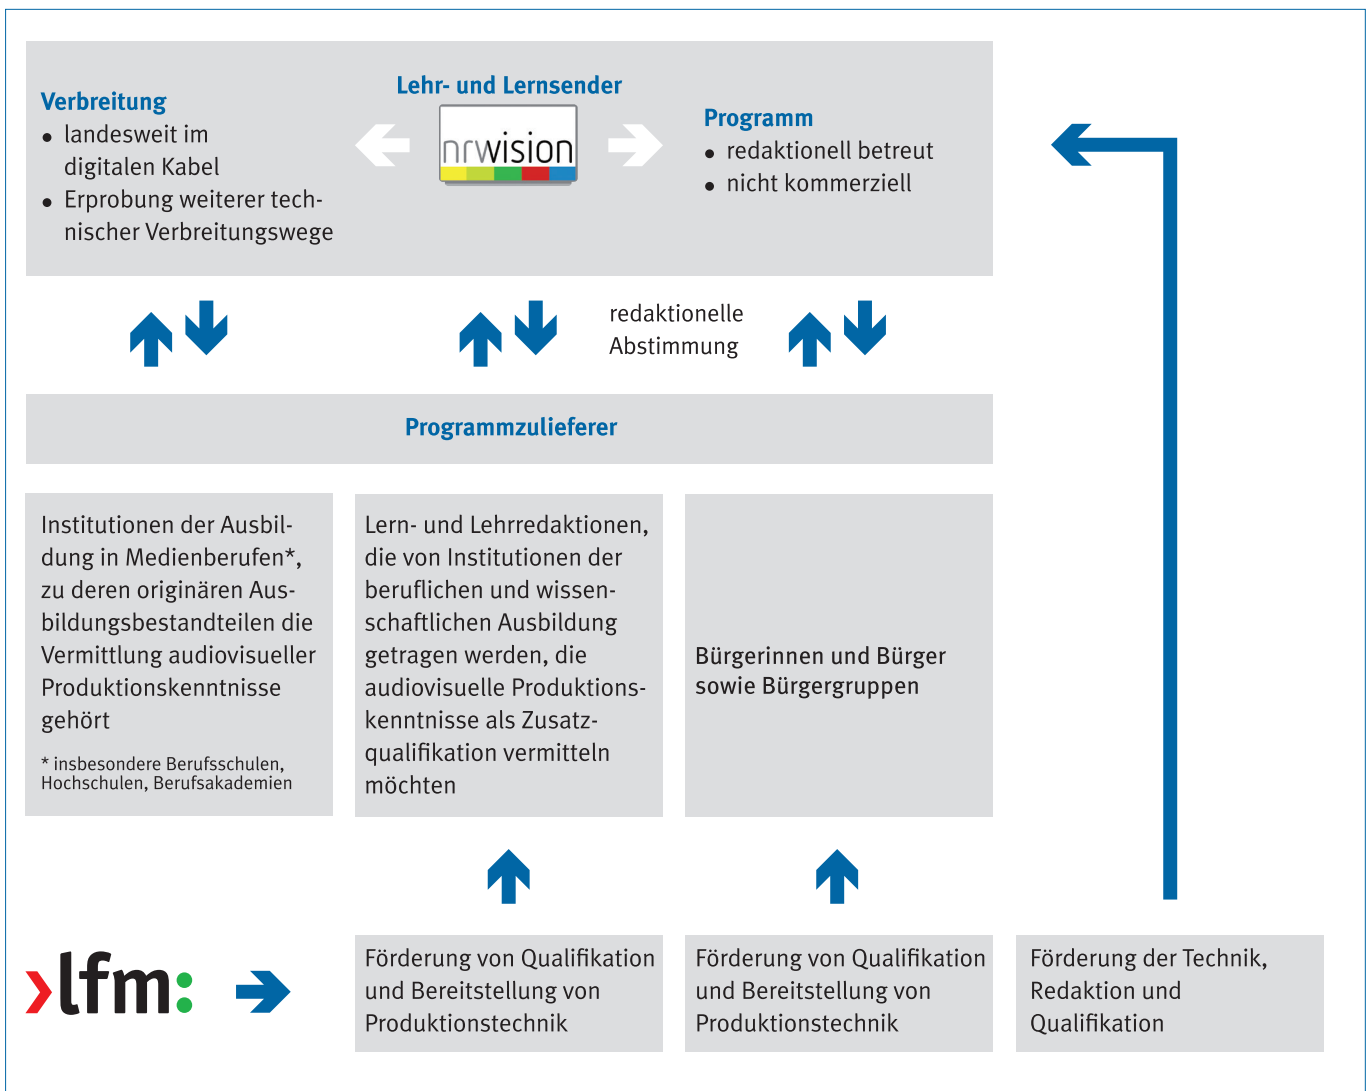 Verbreitung
• landesweit im
digitalen Kabel
• Erprobung weiterer tech-
nischer Verbreitungswege
Lehr- und Lernsender
nrwision
Programm
• redaktionell betreut
• nicht kommerziell
redaktionelle
Abstimmung
Programmzulieferer
Institutionen der Ausbil-
dung in Medienberufen*,
zu deren originären Aus-
bildungsbestandteilen die
Vermittlung audiovisueller
Produktionskenntnisse
gehört
* insbesondere Berufsschulen,
Hochschulen, Berufsakademien
Lern- und Lehrredaktionen,
die von Institutionen der
beruflichen und wissen-
schaftlichen Ausbildung
getragen werden, die
audiovisuelle Produktions-
kenntnisse als Zusatz-
qualifikation vermitteln
möchten
Bürgerinnen und Bürger
sowie Bürgergruppen
lfm:
Förderung von Qualifikation
und Bereitstellung von
Produktionstechnik
Förderung von Qualifikation
und Bereitstellung von
Produktionstechnik
Förderung der Technik,
Redaktion und
Qualifikation